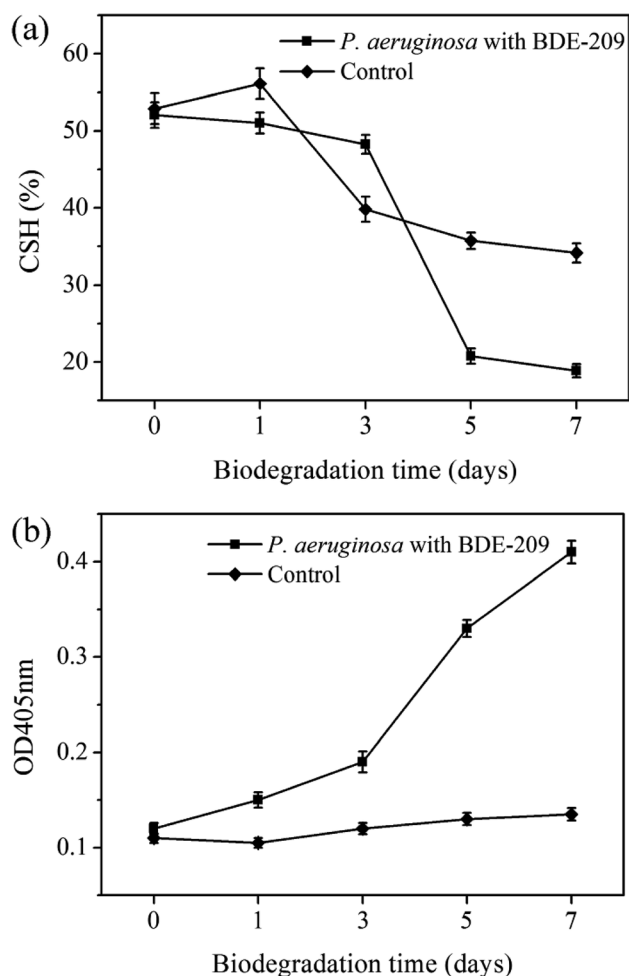 (a)
P. aeruginosa with BDE-209
Control
60
50
40
30
20
CSH (%)
0 1 3 5 7
Biodegradation time (days)
(b)
P. aeruginosa with BDE-209
Control
0.4
0.3
0.2
0.1
OD405nm
0 1 3 5 7
Biodegradation time (days)